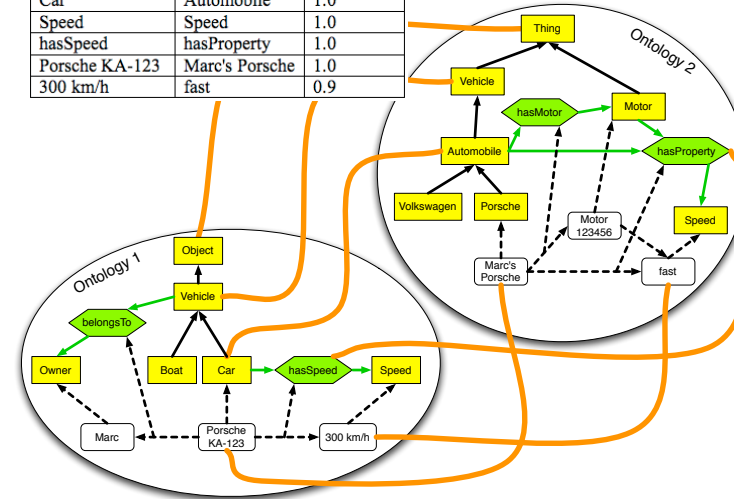 Car Automobile 1.0
Speed Speed 1.0
hasSpeed hasProperty 1.0
Porsche KA-123 Marc's Porsche 1.0
300 km/h fast 0.9
Ontology 2
Thing
Vehicle
hasMotor
Motor
Automobile
hasProperty
Volkswagen
Porsche
Motor
123456
Speed
Marc's
Porsche
fast
Ontology 1
Object
Vehicle
belongsTo
Owner
Boat
Car
hasSpeed
Speed
Marc
Porsche
KA-123
300 km/h